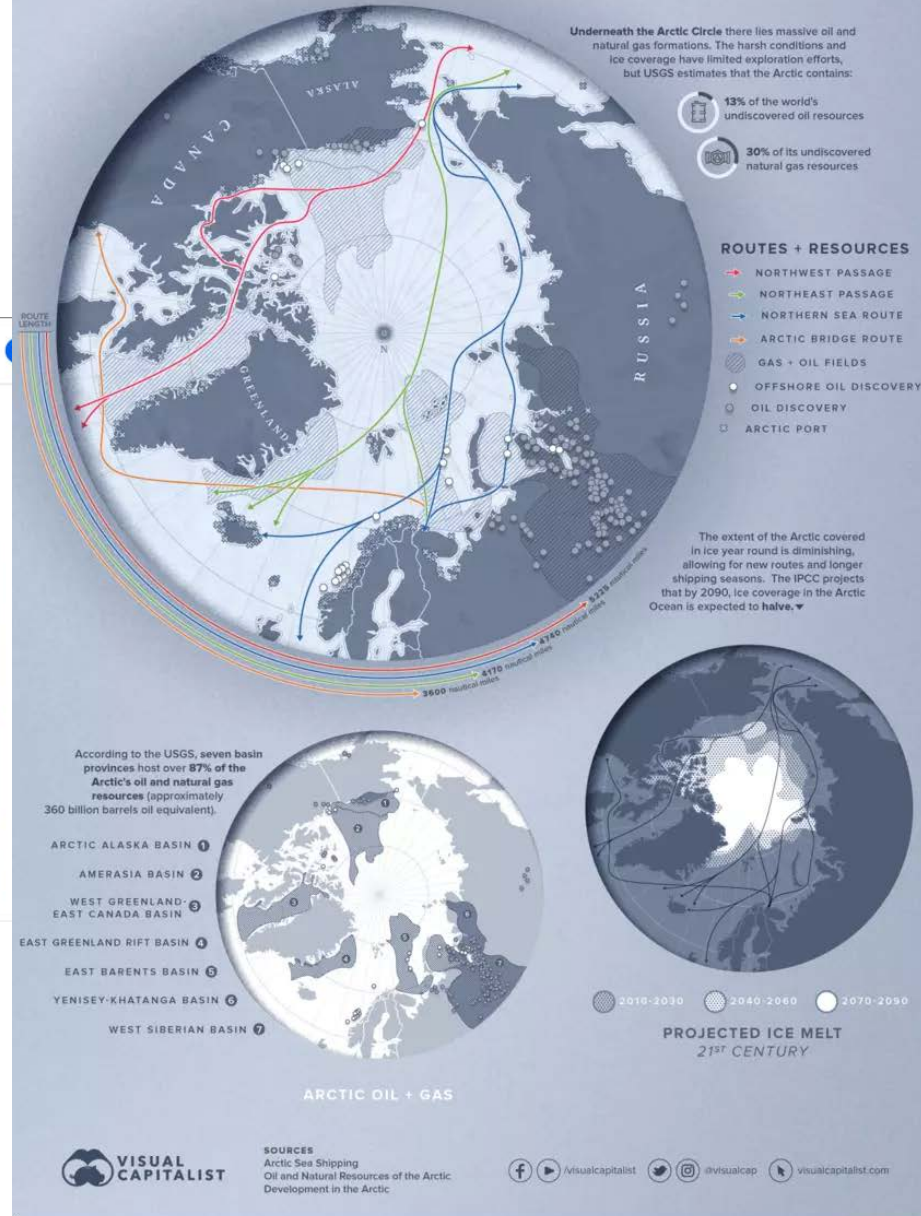 Underneath the Arctic Circle there lies massive oil and
natural gas formations. The harsh conditions and
ice coverage have limited exploration efforts,
but USGS estimates that the Arctic contains:
13% of the world's
undiscovered oil resources
30% of its undiscovered
natural gas resources
ALASKA
CANADA
RUSSIA
GREENLAND
N
ROUTE
LENGTH
ROUTES + RESOURCES
NORTHWEST PASSAGE
NORTHEAST PASSAGE
NORTHERN SEA ROUTE
ARCTIC BRIDGE ROUTE
GAS + OIL FIELDS
OFFSHORE OIL DISCOVERY
OIL DISCOVERY
ARCTIC PORT
5225 nautical miles
4740 nautical miles
4170 nautical miles
3600 nautical miles
The extent of the Arctic covered
in ice year round is diminishing,
allowing for new routes and longer
shipping seasons. The IPCC projects
that by 2090, ice coverage in the Arctic
Ocean is expected to halve.▼
According to the USGS, seven basin
provinces host over 87% of the
Arctic's oil and natural gas
resources (approximately
360 billion barrels oil equivalent).
ARCTIC ALASKA BASIN 1
AMERASIA BASIN 2
WEST GREENLAND-
EAST CANADA BASIN 3
EAST GREENLAND RIFT BASIN 4
EAST BARENTS BASIN 5
YENISEY-KHATANGA BASIN 6
WEST SIBERIAN BASIN 7
1
2
3
4
5
6
7
ARCTIC OIL + GAS
2010-2030
2040-2060
2070-2090
PROJECTED ICE MELT
21ST CENTURY
VISUAL
CAPITALIST
SOURCES
Arctic Sea Shipping
Oil and Natural Resources of the Arctic
Development in the Arctic
/visualcapitalist
@visualcap
visualcapitalist.com